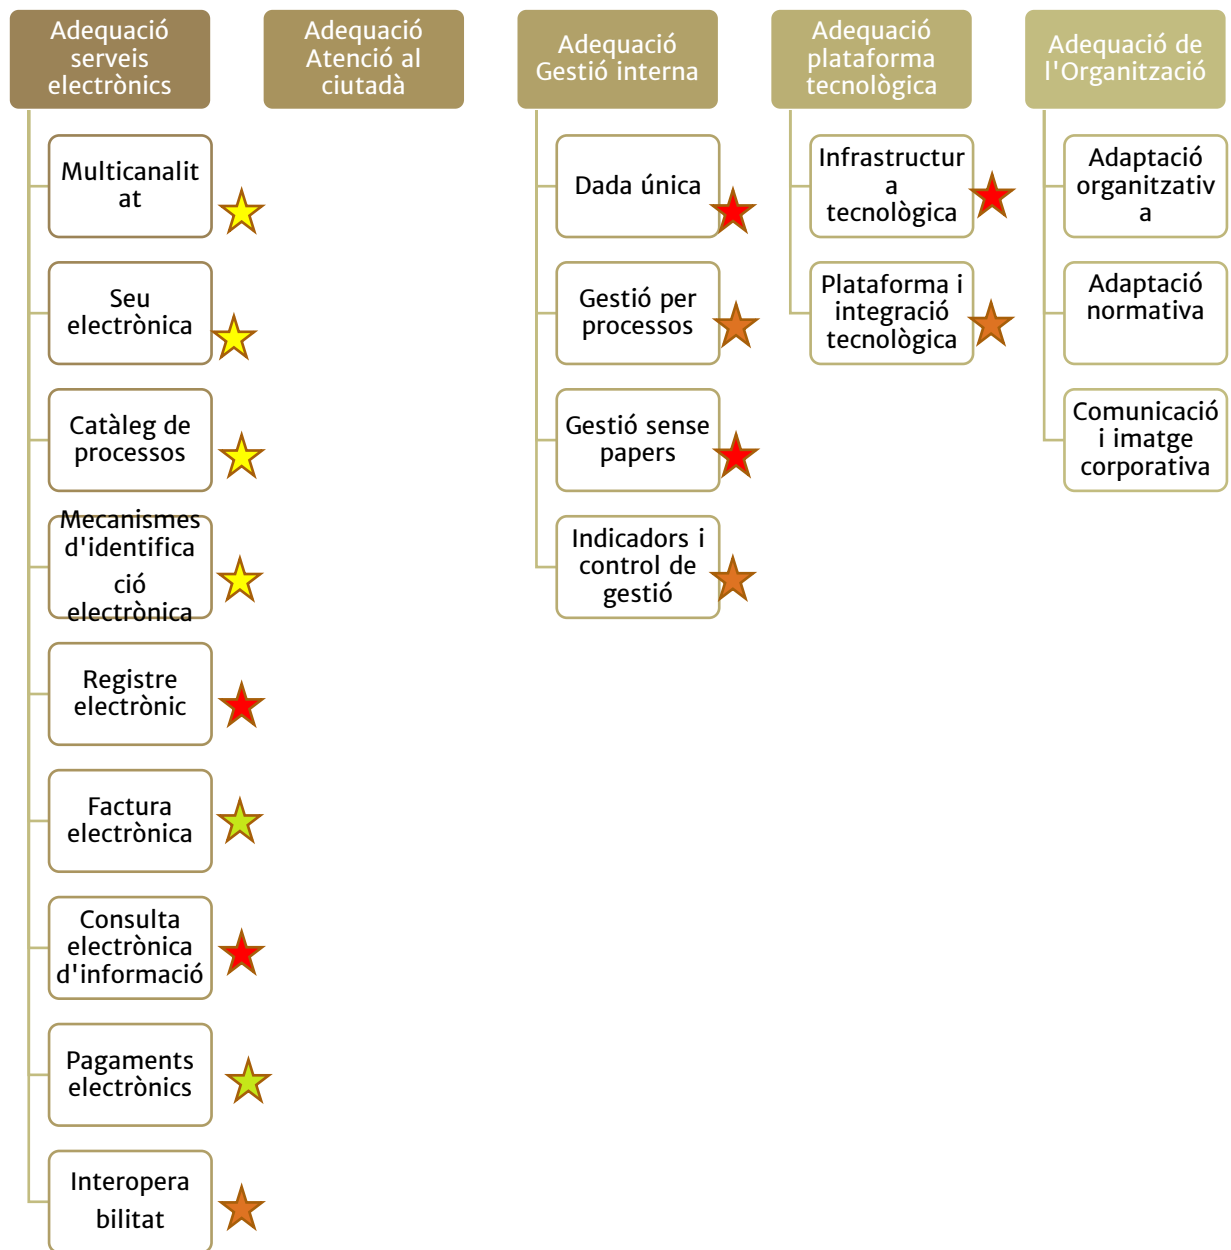 Adequació
serveis
electrònics
Multicanalit
at
Seu
electrònica
Catàleg de
processos
Mecanismes
d'identifica
ció
electrònica
Registre
electrònic
Factura
electrònica
Consulta
electrònica
d'informació
Pagaments
electrònics
Interopera
bilitat
Adequació
Atenció al
ciutadà
Adequació
Gestió interna
Dada única
Gestió per
processos
Gestió sense
papers
Indicadors i
control de
gestió
Adequació
plataforma
tecnològica
Infrastructur
a
tecnològica
Plataforma i
integració
tecnològica
Adequació de
l'Organització
Adaptació
organitzativ
a
Adaptació
normativa
Comunicació
i imatge
corporativa